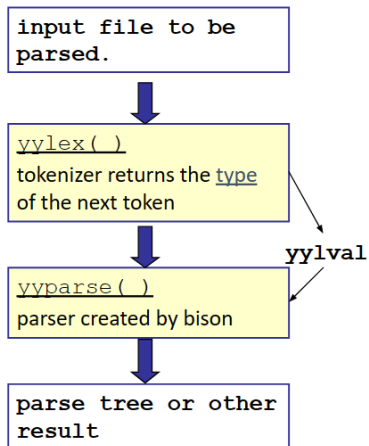 input file to be
parsed.
yylex( )
tokenizer returns the type
of the next token
yylval
yyparse( )
parser created by bison
parse tree or other
result